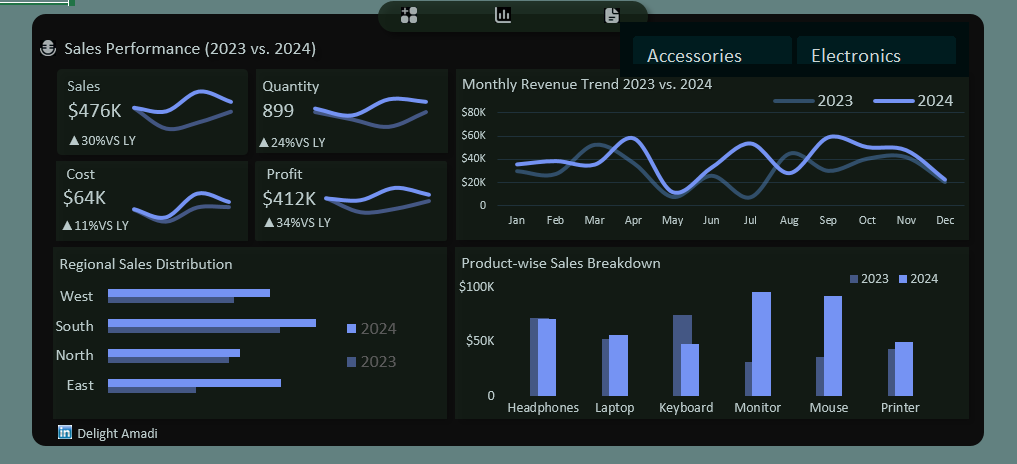 Sales Performance (2023 vs. 2024)
Accessories
Electronics
Sales
$476K
▲30%VS LY
Quantity
899
▲24%VS LY
Cost
$64K
▲11%VS LY
Profit
$412K
▲34%VS LY
Monthly Revenue Trend 2023 vs. 2024
2023 2024
$80K
$60K
$40K
$20K
0
Jan Feb Mar Apr May Jun Jul Aug Sep Oct Nov Dec
Regional Sales Distribution
West
South
North
East
2024
2023
Product-wise Sales Breakdown
2023 2024
$100K
$50K
0
Headphones Laptop Keyboard Monitor Mouse Printer
in Delight Amadi